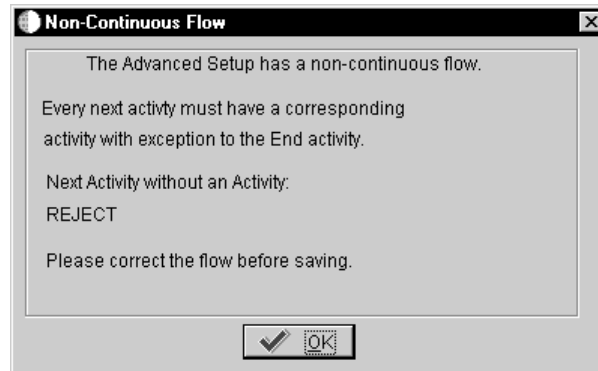 Non-Continuous Flow
The Advanced Setup has a non-continuous flow.
Every next activty must have a corresponding
activity with exception to the End activity.
Next Activity without an Activity:
REJECT
Please correct the flow before saving.
OK